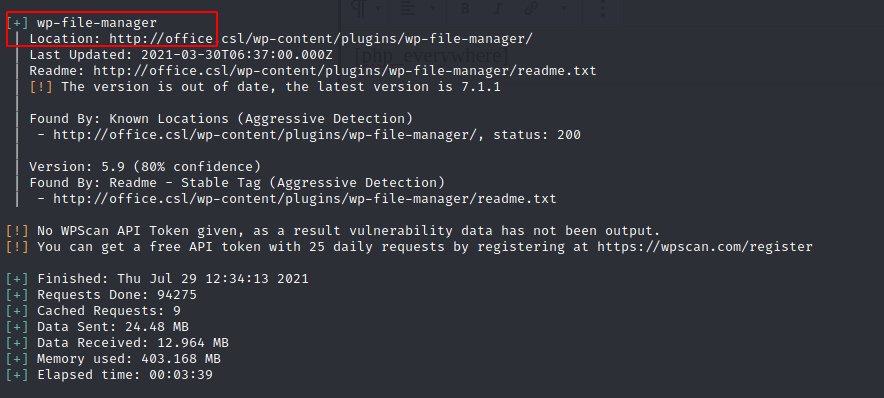 [+] wp-file-manager
| Location: http://office.csl/wp-content/plugins/wp-file-manager/
| Last Updated: 2021-03-30T06:37:00.000Z
| Readme: http://office.csl/wp-content/plugins/wp-file-manager/readme.txt
| [!] The version is out of date, the latest version is 7.1.1
|
| Found By: Known Locations (Aggressive Detection)
|  - http://office.csl/wp-content/plugins/wp-file-manager/, status: 200
|
| Version: 5.9 (80% confidence)
| Found By: Readme - Stable Tag (Aggressive Detection)
|  - http://office.csl/wp-content/plugins/wp-file-manager/readme.txt
[!] No WPScan API Token given, as a result vulnerability data has not been output.
[!] You can get a free API token with 25 daily requests by registering at https://wpscan.com/register
[+] Finished: Thu Jul 29 12:34:13 2021
[+] Requests Done: 94275
[+] Cached Requests: 9
[+] Data Sent: 24.48 MB
[+] Data Received: 12.964 MB
[+] Memory used: 403.168 MB
[+] Elapsed time: 00:03:39
[php_everywhere]